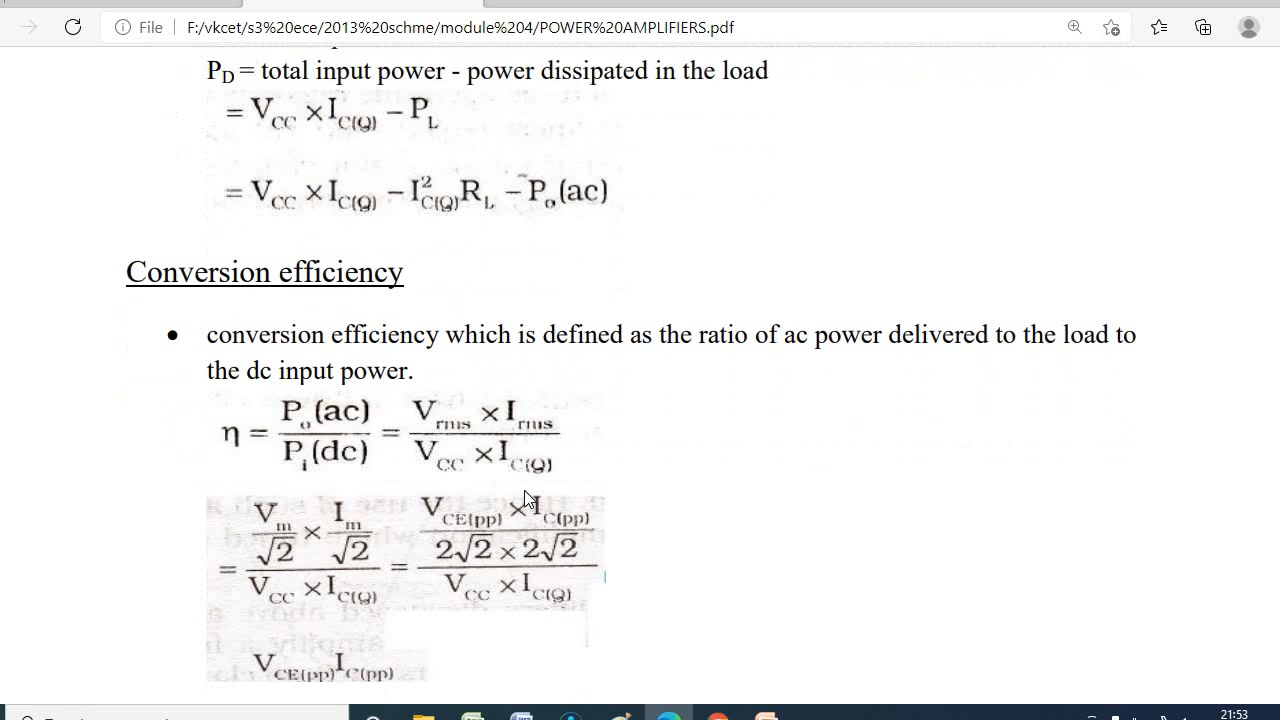 File | F:/vkcet/s3%20ece/2013%20schme/module%204/POWER%20AMPLIFIERS.pdf
P_D = total input power - power dissipated in the load
= V_CC × I_C(Q) − P_L
= V_CC × I_C(Q) − I²_C(Q) R_L − P_o(ac)
Conversion efficiency
• conversion efficiency which is defined as the ratio of ac power delivered to the load to
the dc input power.
η = P_o(ac) / P_i(dc) = V_rms × I_rms / V_CC × I_C(Q)
= V_m/√2 × I_m/√2 / V_CC × I_C(Q) = V_CE(pp) × I_C(pp) / 2√2 × 2√2 / V_CC × I_C(Q)
V_CE(pp) I_C(pp)
21:53